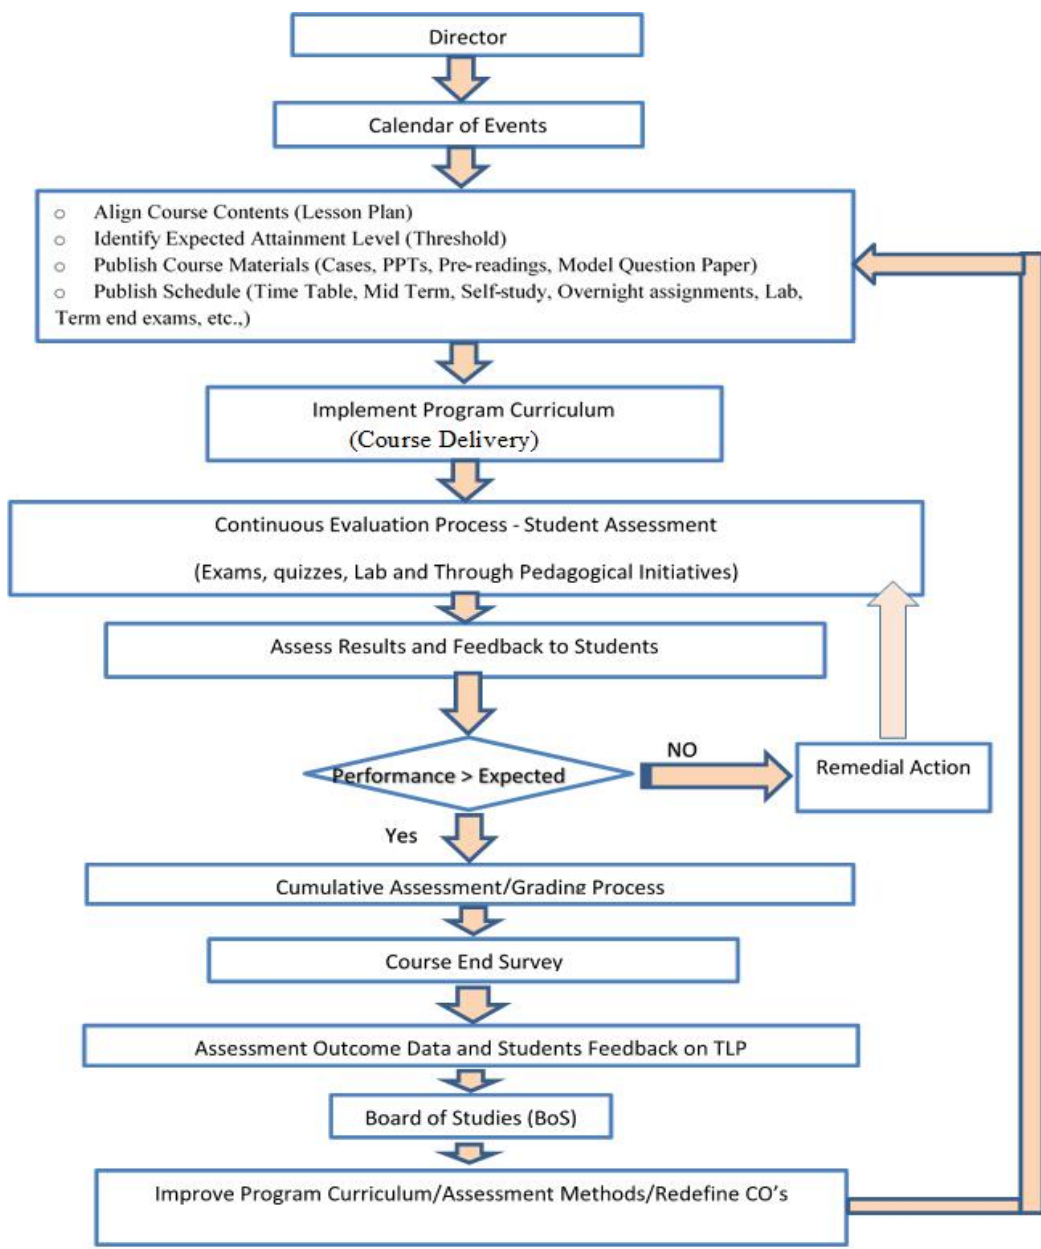 Director
Calendar of Events
o Align Course Contents (Lesson Plan)
o Identify Expected Attainment Level (Threshold)
o Publish Course Materials (Cases, PPTs, Pre-readings, Model Question Paper)
o Publish Schedule (Time Table, Mid Term, Self-study, Overnight assignments, Lab,
Term end exams, etc.,)
Implement Program Curriculum
(Course Delivery)
Continuous Evaluation Process - Student Assessment
(Exams, quizzes, Lab and Through Pedagogical Initiatives)
Assess Results and Feedback to Students
Performance > Expected
NO
Remedial Action
Yes
Cumulative Assessment/Grading Process
Course End Survey
Assessment Outcome Data and Students Feedback on TLP
Board of Studies (BoS)
Improve Program Curriculum/Assessment Methods/Redefine CO’s